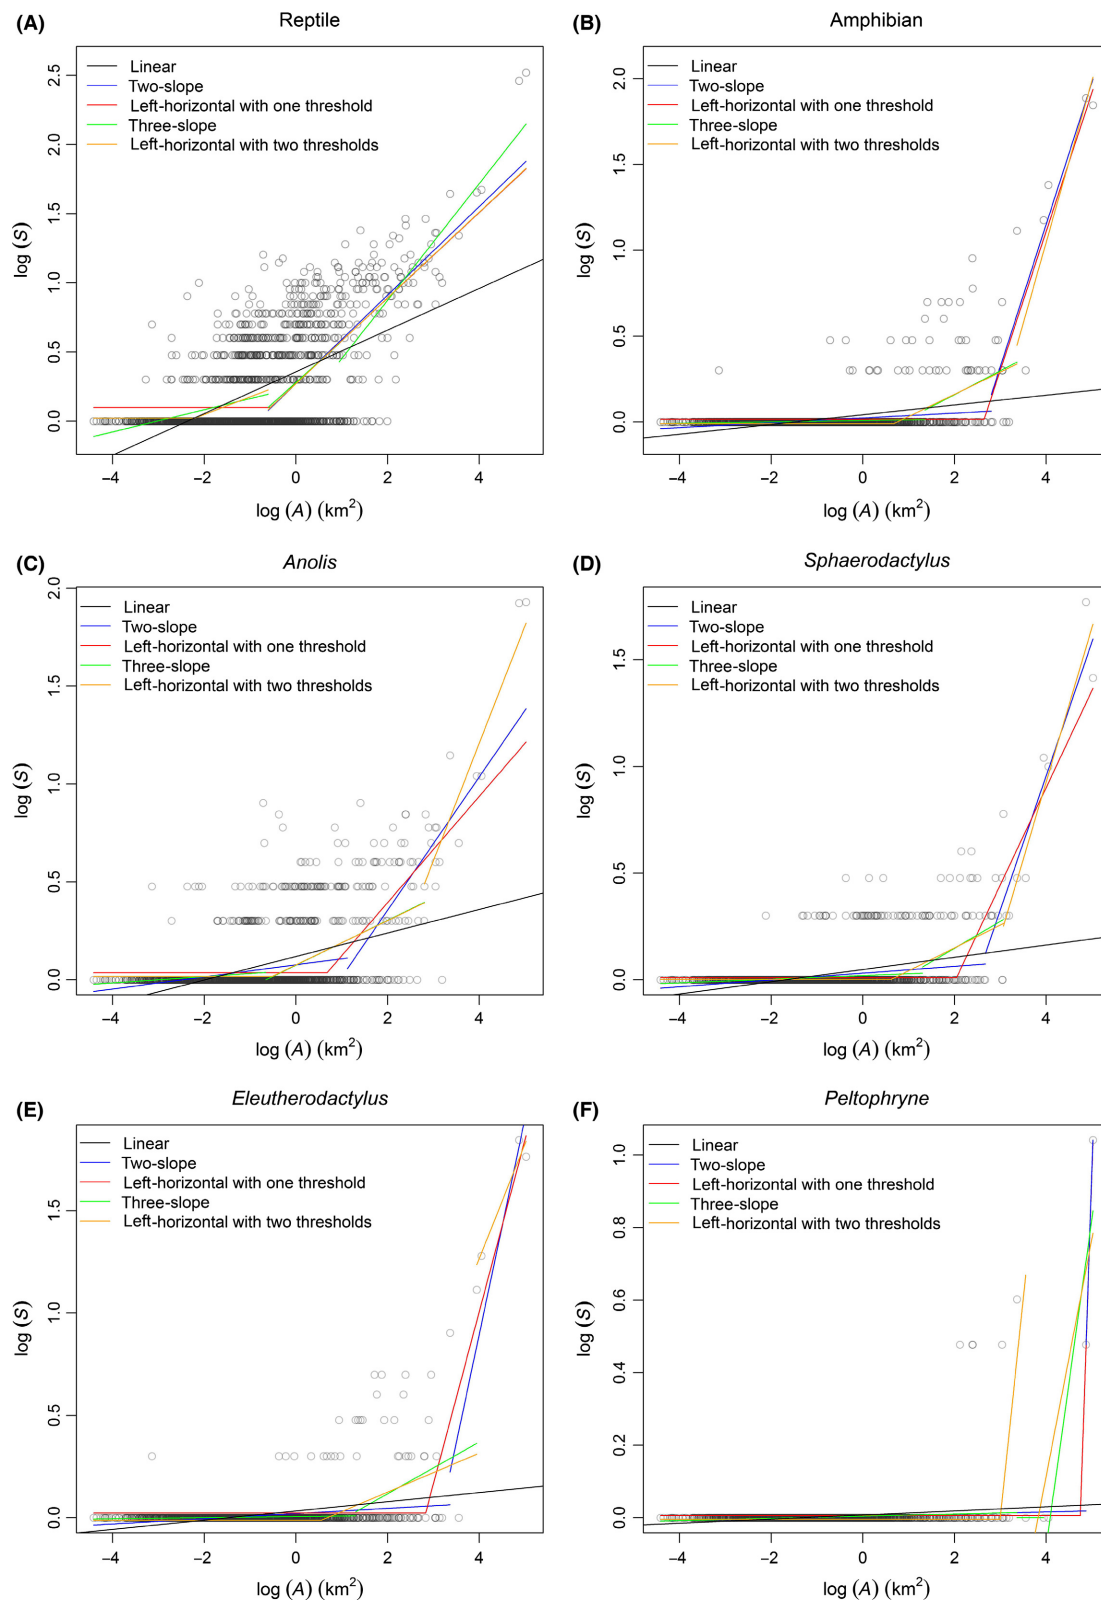 (A)
Reptile
Linear
Two-slope
Left-horizontal with one threshold
Three-slope
Left-horizontal with two thresholds
log (S)
0.0 0.5 1.0 1.5 2.0 2.5
−4 −2 0 2 4
log (A) (km²)
(B)
Amphibian
Linear
Two-slope
Left-horizontal with one threshold
Three-slope
Left-horizontal with two thresholds
log (S)
0.0 0.5 1.0 1.5 2.0
−4 −2 0 2 4
log (A) (km²)
(C)
Anolis
Linear
Two-slope
Left-horizontal with one threshold
Three-slope
Left-horizontal with two thresholds
log (S)
0.0 0.5 1.0 1.5 2.0
−4 −2 0 2 4
log (A) (km²)
(D)
Sphaerodactylus
Linear
Two-slope
Left-horizontal with one threshold
Three-slope
Left-horizontal with two thresholds
log (S)
0.0 0.5 1.0 1.5
−4 −2 0 2 4
log (A) (km²)
(E)
Eleutherodactylus
Linear
Two-slope
Left-horizontal with one threshold
Three-slope
Left-horizontal with two thresholds
log (S)
0.0 0.5 1.0 1.5
−4 −2 0 2 4
log (A) (km²)
(F)
Peltophryne
Linear
Two-slope
Left-horizontal with one threshold
Three-slope
Left-horizontal with two thresholds
log (S)
0.0 0.2 0.4 0.6 0.8 1.0
−4 −2 0 2 4
log (A) (km²)